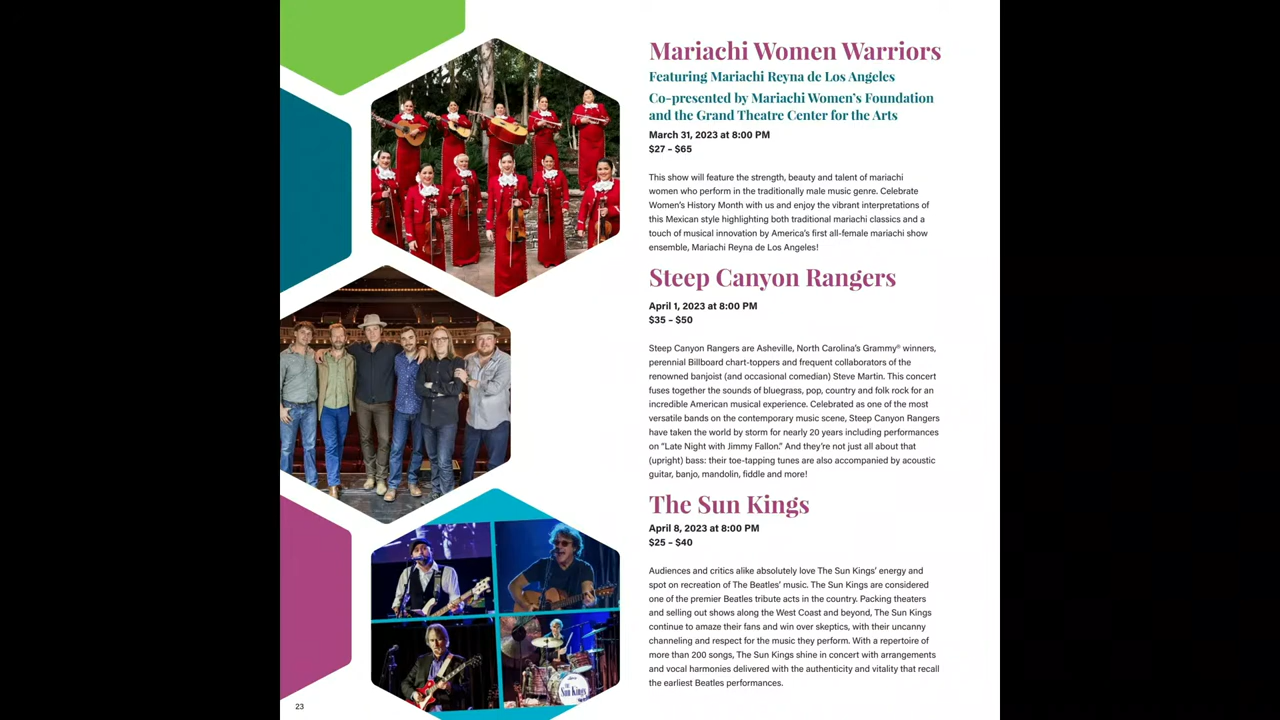 Mariachi Women Warriors
Featuring Mariachi Reyna de Los Angeles
Co-presented by Mariachi Women's Foundation
and the Grand Theatre Center for the Arts
March 31, 2023 at 8:00 PM
$27 – $65
This show will feature the strength, beauty and talent of mariachi
women who perform in the traditionally male music genre. Celebrate
Women's History Month with us and enjoy the vibrant interpretations of
this Mexican style highlighting both traditional mariachi classics and a
touch of musical innovation by America's first all-female mariachi show
ensemble, Mariachi Reyna de Los Angeles!
Steep Canyon Rangers
April 1, 2023 at 8:00 PM
$35 – $50
Steep Canyon Rangers are Asheville, North Carolina's Grammy® winners,
perennial Billboard chart-toppers and frequent collaborators of the
renowned banjoist (and occasional comedian) Steve Martin. This concert
fuses together the sounds of bluegrass, pop, country and folk rock for an
incredible American musical experience. Celebrated as one of the most
versatile bands on the contemporary music scene, Steep Canyon Rangers
have taken the world by storm for nearly 20 years including performances
on "Late Night with Jimmy Fallon." And they're not just all about that
(upright) bass: their toe-tapping tunes are also accompanied by acoustic
guitar, banjo, mandolin, fiddle and more!
The Sun Kings
April 8, 2023 at 8:00 PM
$25 – $40
Audiences and critics alike absolutely love The Sun Kings' energy and
spot on recreation of The Beatles' music. The Sun Kings are considered
one of the premier Beatles tribute acts in the country. Packing theaters
and selling out shows along the West Coast and beyond, The Sun Kings
continue to amaze their fans and win over skeptics, with their uncanny
channeling and respect for the music they perform. With a repertoire of
more than 200 songs, The Sun Kings shine in concert with arrangements
and vocal harmonies delivered with the authenticity and vitality that recall
the earliest Beatles performances.
THE
Sun Kings
23